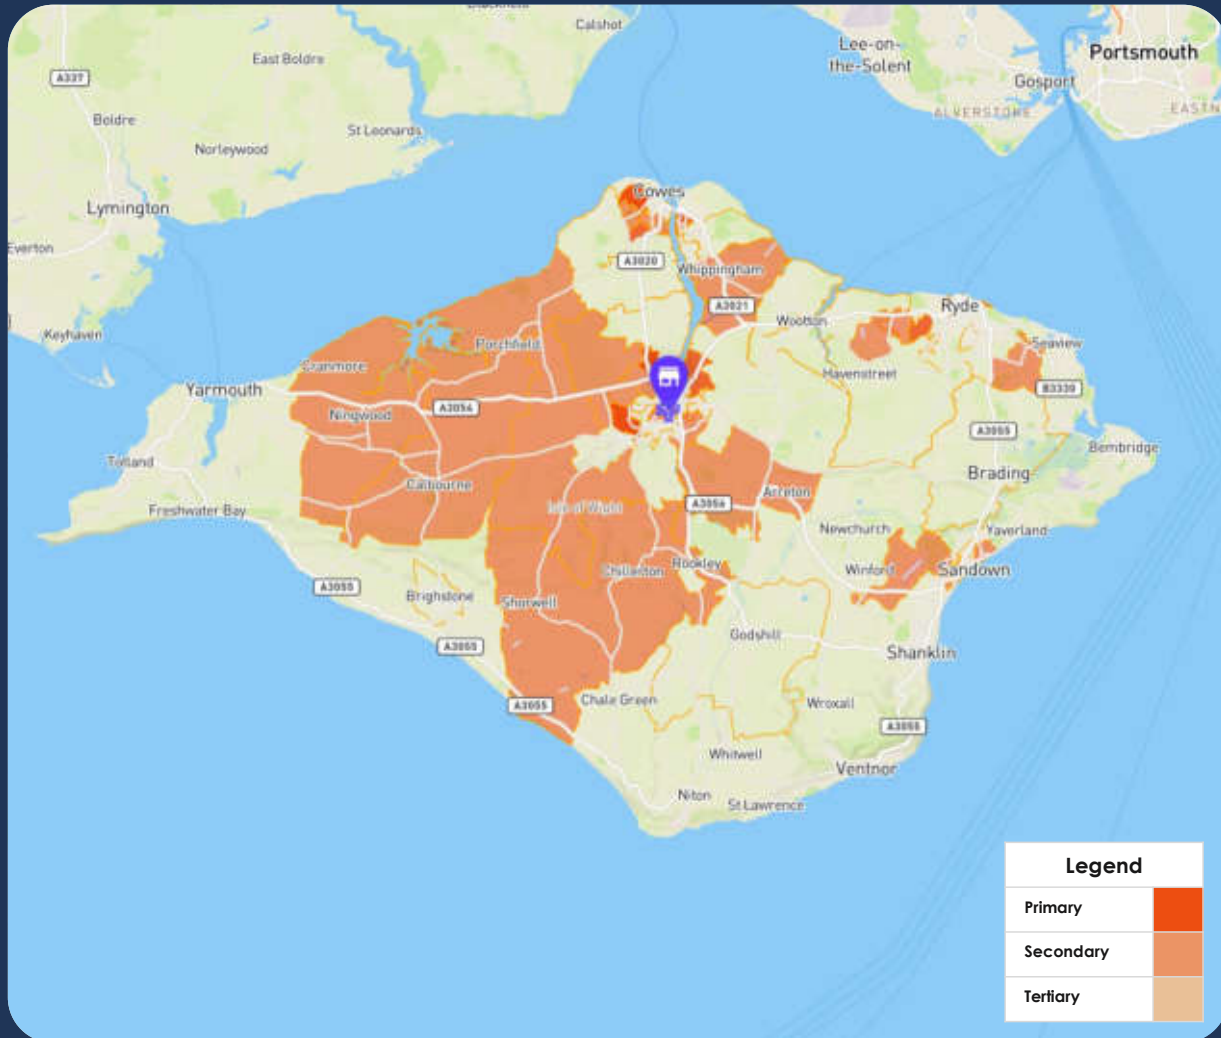 Calshot
Lee-on-
the-Solent
Portsmouth
East Boldre
A337
Gosport
ALVERSTOKE
EASTN
Boldre
St Leonards
Norleywood
Lymington
Cowes
Everton
A3020
Whippingham
A3021
Ryde
Wootton
Keyhaven
Porchfield
Seaview
Cranmore
Havenstreet
Yarmouth
B3330
A3054
Ningwood
A3055
Bembridge
Totland
Brading
Calbourne
Arreton
A3056
Freshwater Bay
Isle of Wight
Newchurch
Yaverland
Rookley
Chillerton
Winford
Sandown
A3055
Brighstone
Shorwell
Godshill
A3055
Shanklin
Chale Green
A3055
Wroxall
A3055
Whitwell
Ventnor
Niton
St Lawrence
Legend
Primary
Secondary
Tertiary